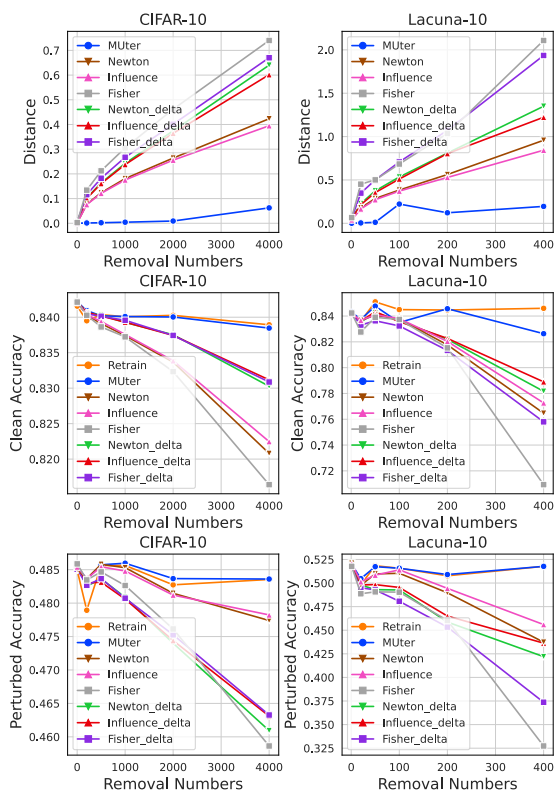 CIFAR-10
0.7
0.6
0.5
0.4
0.3
0.2
0.1
0.0
Distance
MUter
Newton
Influence
Fisher
Newton_delta
Influence_delta
Fisher_delta
0 1000 2000 3000 4000
Removal Numbers
Lacuna-10
2.0
1.5
1.0
0.5
0.0
Distance
MUter
Newton
Influence
Fisher
Newton_delta
Influence_delta
Fisher_delta
0 100 200 300 400
Removal Numbers
CIFAR-10
0.840
0.835
0.830
0.825
0.820
Clean Accuracy
Retrain
MUter
Newton
Influence
Fisher
Newton_delta
Influence_delta
Fisher_delta
0 1000 2000 3000 4000
Removal Numbers
Lacuna-10
0.84
0.82
0.80
0.78
0.76
0.74
0.72
Clean Accuracy
Retrain
MUter
Newton
Influence
Fisher
Newton_delta
Influence_delta
Fisher_delta
0 100 200 300 400
Removal Numbers
CIFAR-10
0.485
0.480
0.475
0.470
0.465
0.460
Perturbed Accuracy
Retrain
MUter
Newton
Influence
Fisher
Newton_delta
Influence_delta
Fisher_delta
0 1000 2000 3000 4000
Removal Numbers
Lacuna-10
0.525
0.500
0.475
0.450
0.425
0.400
0.375
0.350
0.325
Perturbed Accuracy
Retrain
MUter
Newton
Influence
Fisher
Newton_delta
Influence_delta
Fisher_delta
0 100 200 300 400
Removal Numbers